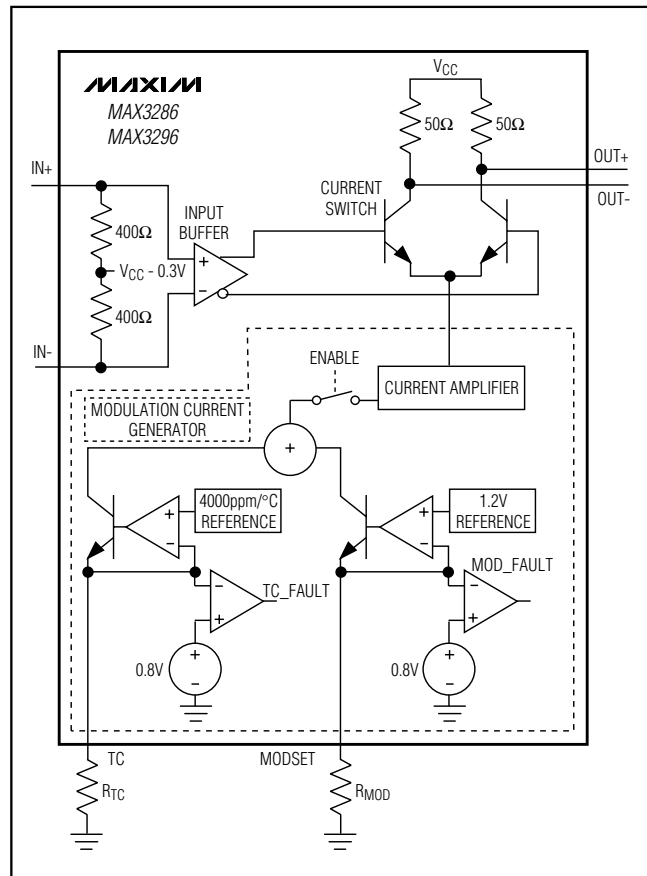 MAXIM
MAX3286
MAX3296
VCC
50Ω
50Ω
IN+
OUT+
OUT-
CURRENT
SWITCH
INPUT
BUFFER
400Ω
+
VCC - 0.3V
-
400Ω
IN-
ENABLE
CURRENT AMPLIFIER
MODULATION CURRENT
GENERATOR
+
4000ppm/°C
REFERENCE
+
-
1.2V
REFERENCE
+
-
TC_FAULT
-
+
MOD_FAULT
-
+
0.8V
+
-
0.8V
+
-
TC
MODSET
RTC
RMOD